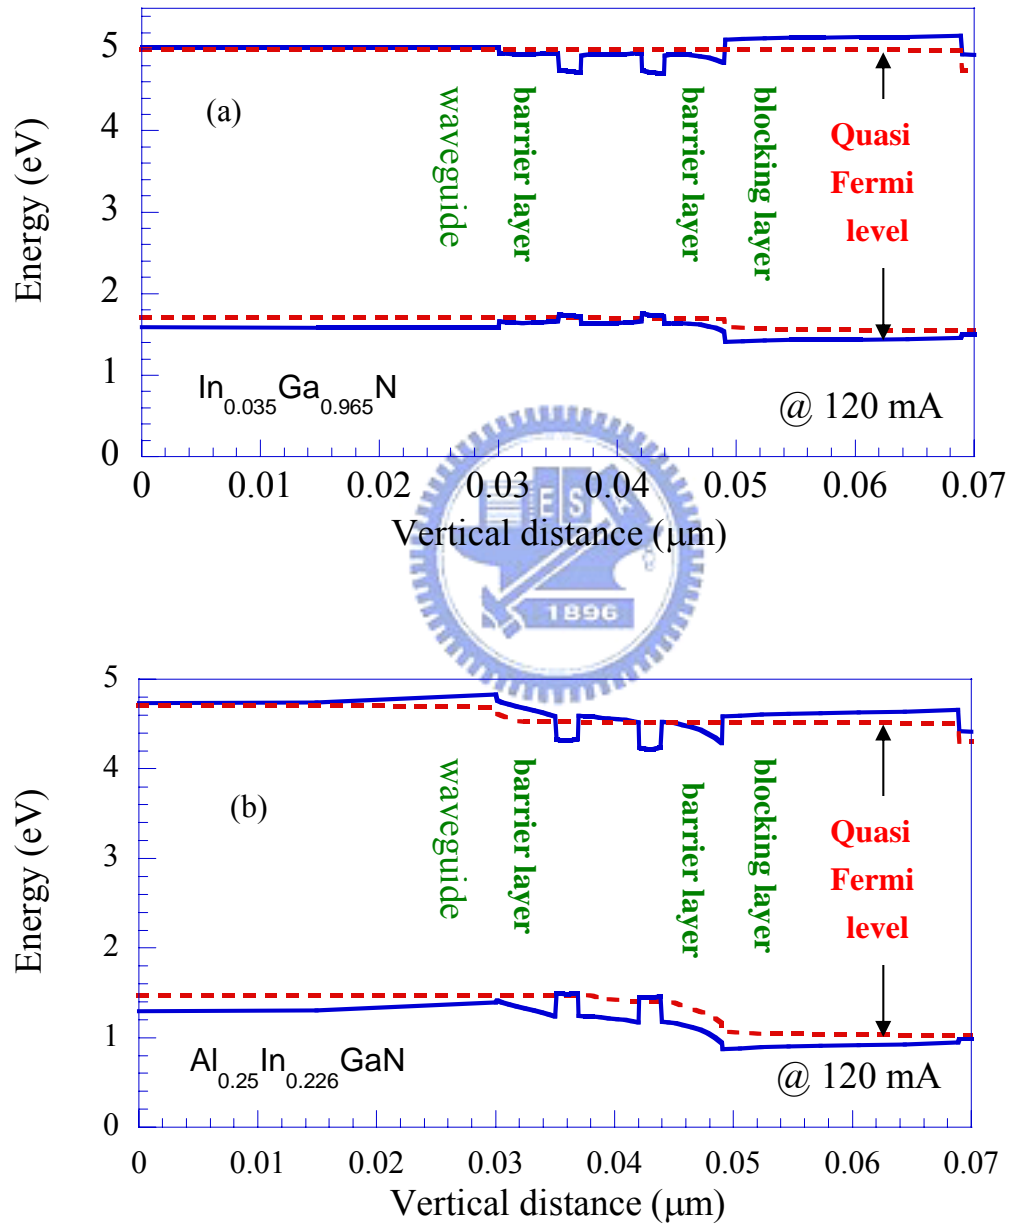 5
4
3
2
1
0
Energy (eV)
(a)
waveguide
barrier layer
barrier layer
blocking layer
Quasi
Fermi
level
In0.035Ga0.965N
@ 120 mA
0 0.01 0.02 0.03 0.04 0.05 0.06 0.07
Vertical distance (μm)
ES
1896
5
4
3
2
1
0
Energy (eV)
(b)
waveguide
barrier layer
barrier layer
blocking layer
Quasi
Fermi
level
Al0.25In0.226GaN
@ 120 mA
0 0.01 0.02 0.03 0.04 0.05 0.06 0.07
Vertical distance (μm)